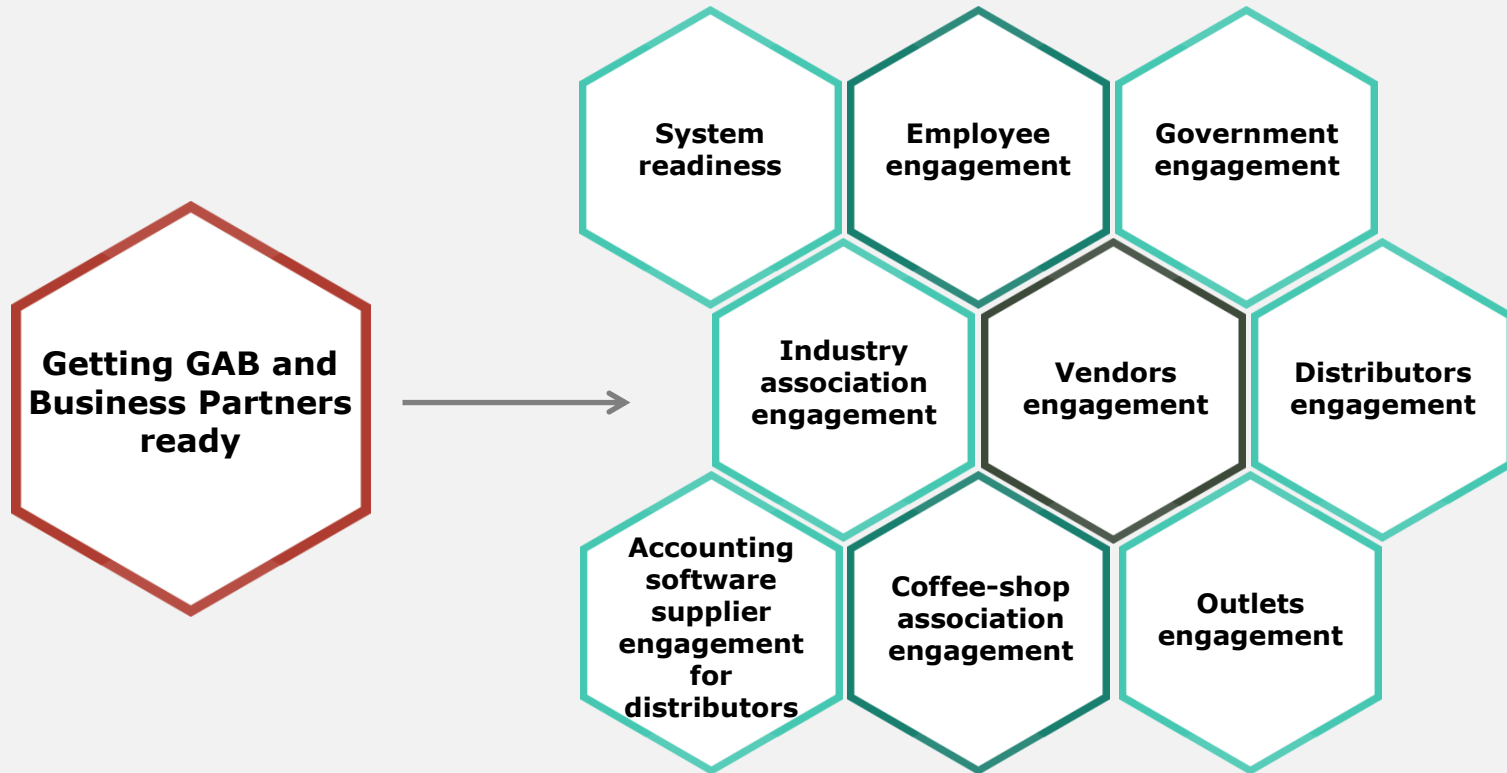 Getting GAB and
Business Partners
ready
System
readiness
Employee
engagement
Government
engagement
Industry
association
engagement
Vendors
engagement
Distributors
engagement
Accounting
software
supplier
engagement
for
distributors
Coffee-shop
association
engagement
Outlets
engagement